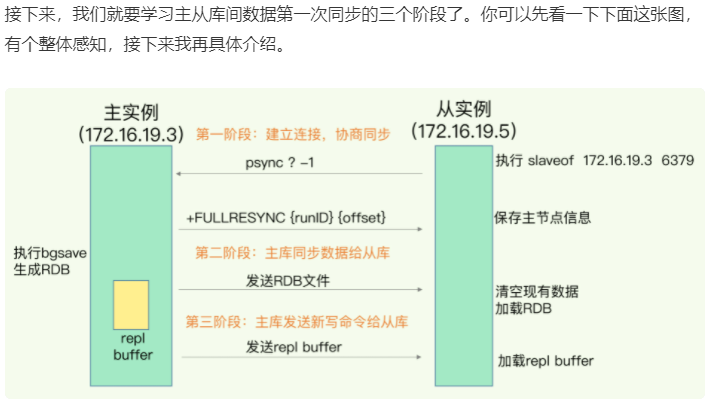 接下来，我们就要学习主从库间数据第一次同步的三个阶段了。你可以先看一下下面这张图，
有个整体感知，接下来我再具体介绍。
主实例
（172.16.19.3）
从实例
（172.16.19.5）
第一阶段：建立连接，协商同步
psync ? -1
执行 slaveof 172.16.19.3 6379
+FULLRESYNC {runID} {offset}
保存主节点信息
执行bgsave
生成RDB
第二阶段：主库同步数据给从库
发送RDB文件
清空现有数据
加载RDB
第三阶段：主库发送新写命令给从库
repl
buffer
发送repl buffer
加载repl buffer